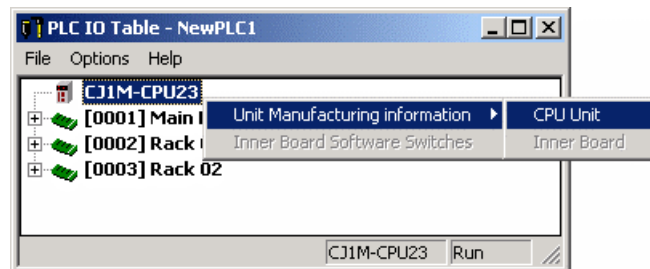 PLC IO Table - NewPLC1
File Options Help
CJ1M-CPU23
Unit Manufacturing information CPU Unit
[0001] Main
Inner Board Software Switches Inner Board
[0002] Rack
[0003] Rack 02
CJ1M-CPU23 Run